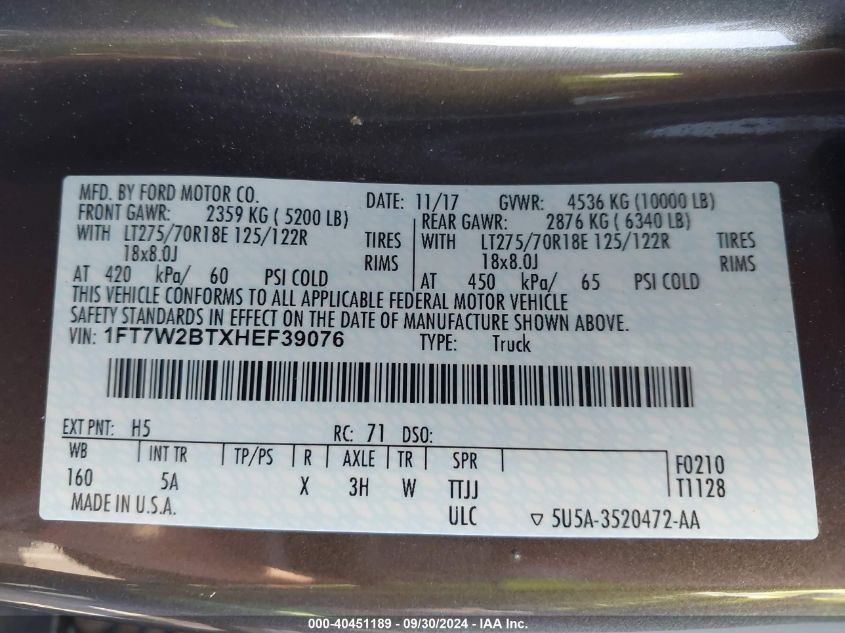 MFD. BY FORD MOTOR CO. DATE: 11/17 GVWR: 4536 KG (10000 LB)
FRONT GAWR: 2359 KG ( 5200 LB) REAR GAWR: 2876 KG ( 6340 LB)
WITH LT275/70R18E 125/122R TIRES WITH LT275/70R18E 125/122R TIRES
18x8.0J RIMS 18x8.0J RIMS
AT 420 kPa/ 60 PSI COLD AT 450 kPa/ 65 PSI COLD
THIS VEHICLE CONFORMS TO ALL APPLICABLE FEDERAL MOTOR VEHICLE
SAFETY STANDARDS IN EFFECT ON THE DATE OF MANUFACTURE SHOWN ABOVE.
VIN: 1FT7W2BTXHEF39076 TYPE: Truck
EXT PNT: H5 RC: 71 DSO:
WB INT TR TP/PS R AXLE TR SPR F0210
160 5A X 3H W TTJJ T1128
MADE IN U.S.A. ULC ▽ 5U5A-3520472-AA
000-40451189 - 09/30/2024 - IAA, Inc.